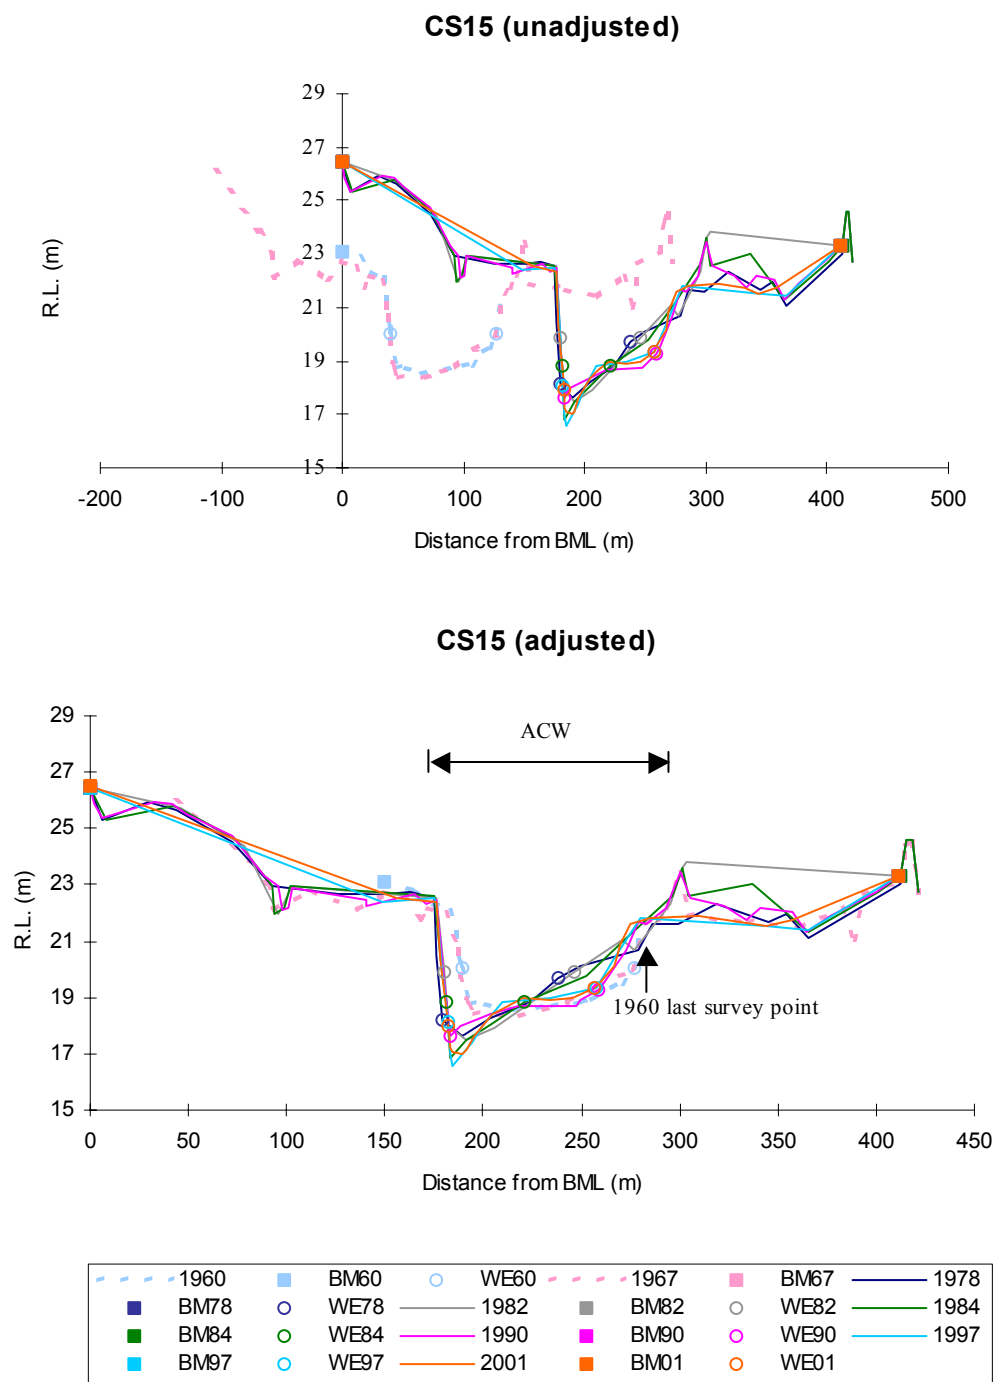 CS15 (unadjusted)
29
27
25
23
21
19
17
15
R.L. (m)
-200 -100 0 100 200 300 400 500
Distance from BML (m)
CS15 (adjusted)
29
27
25
23
21
19
17
15
R.L. (m)
ACW
1960 last survey point
0 50 100 150 200 250 300 350 400 450
Distance from BML (m)
1960 BM60 WE60 1967 BM67 1978
BM78 WE78 1982 BM82 WE82 1984
BM84 WE84 1990 BM90 WE90 1997
BM97 WE97 2001 BM01 WE01